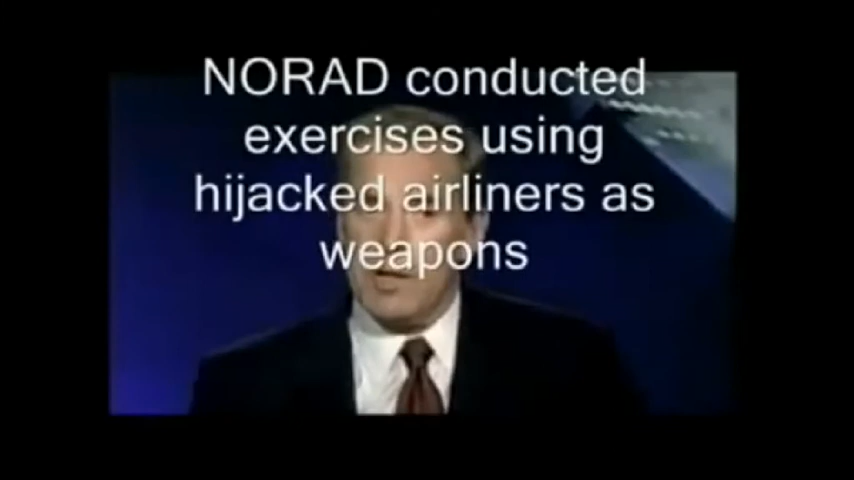 NORAD conducted
exercises using
hijacked airliners as
weapons